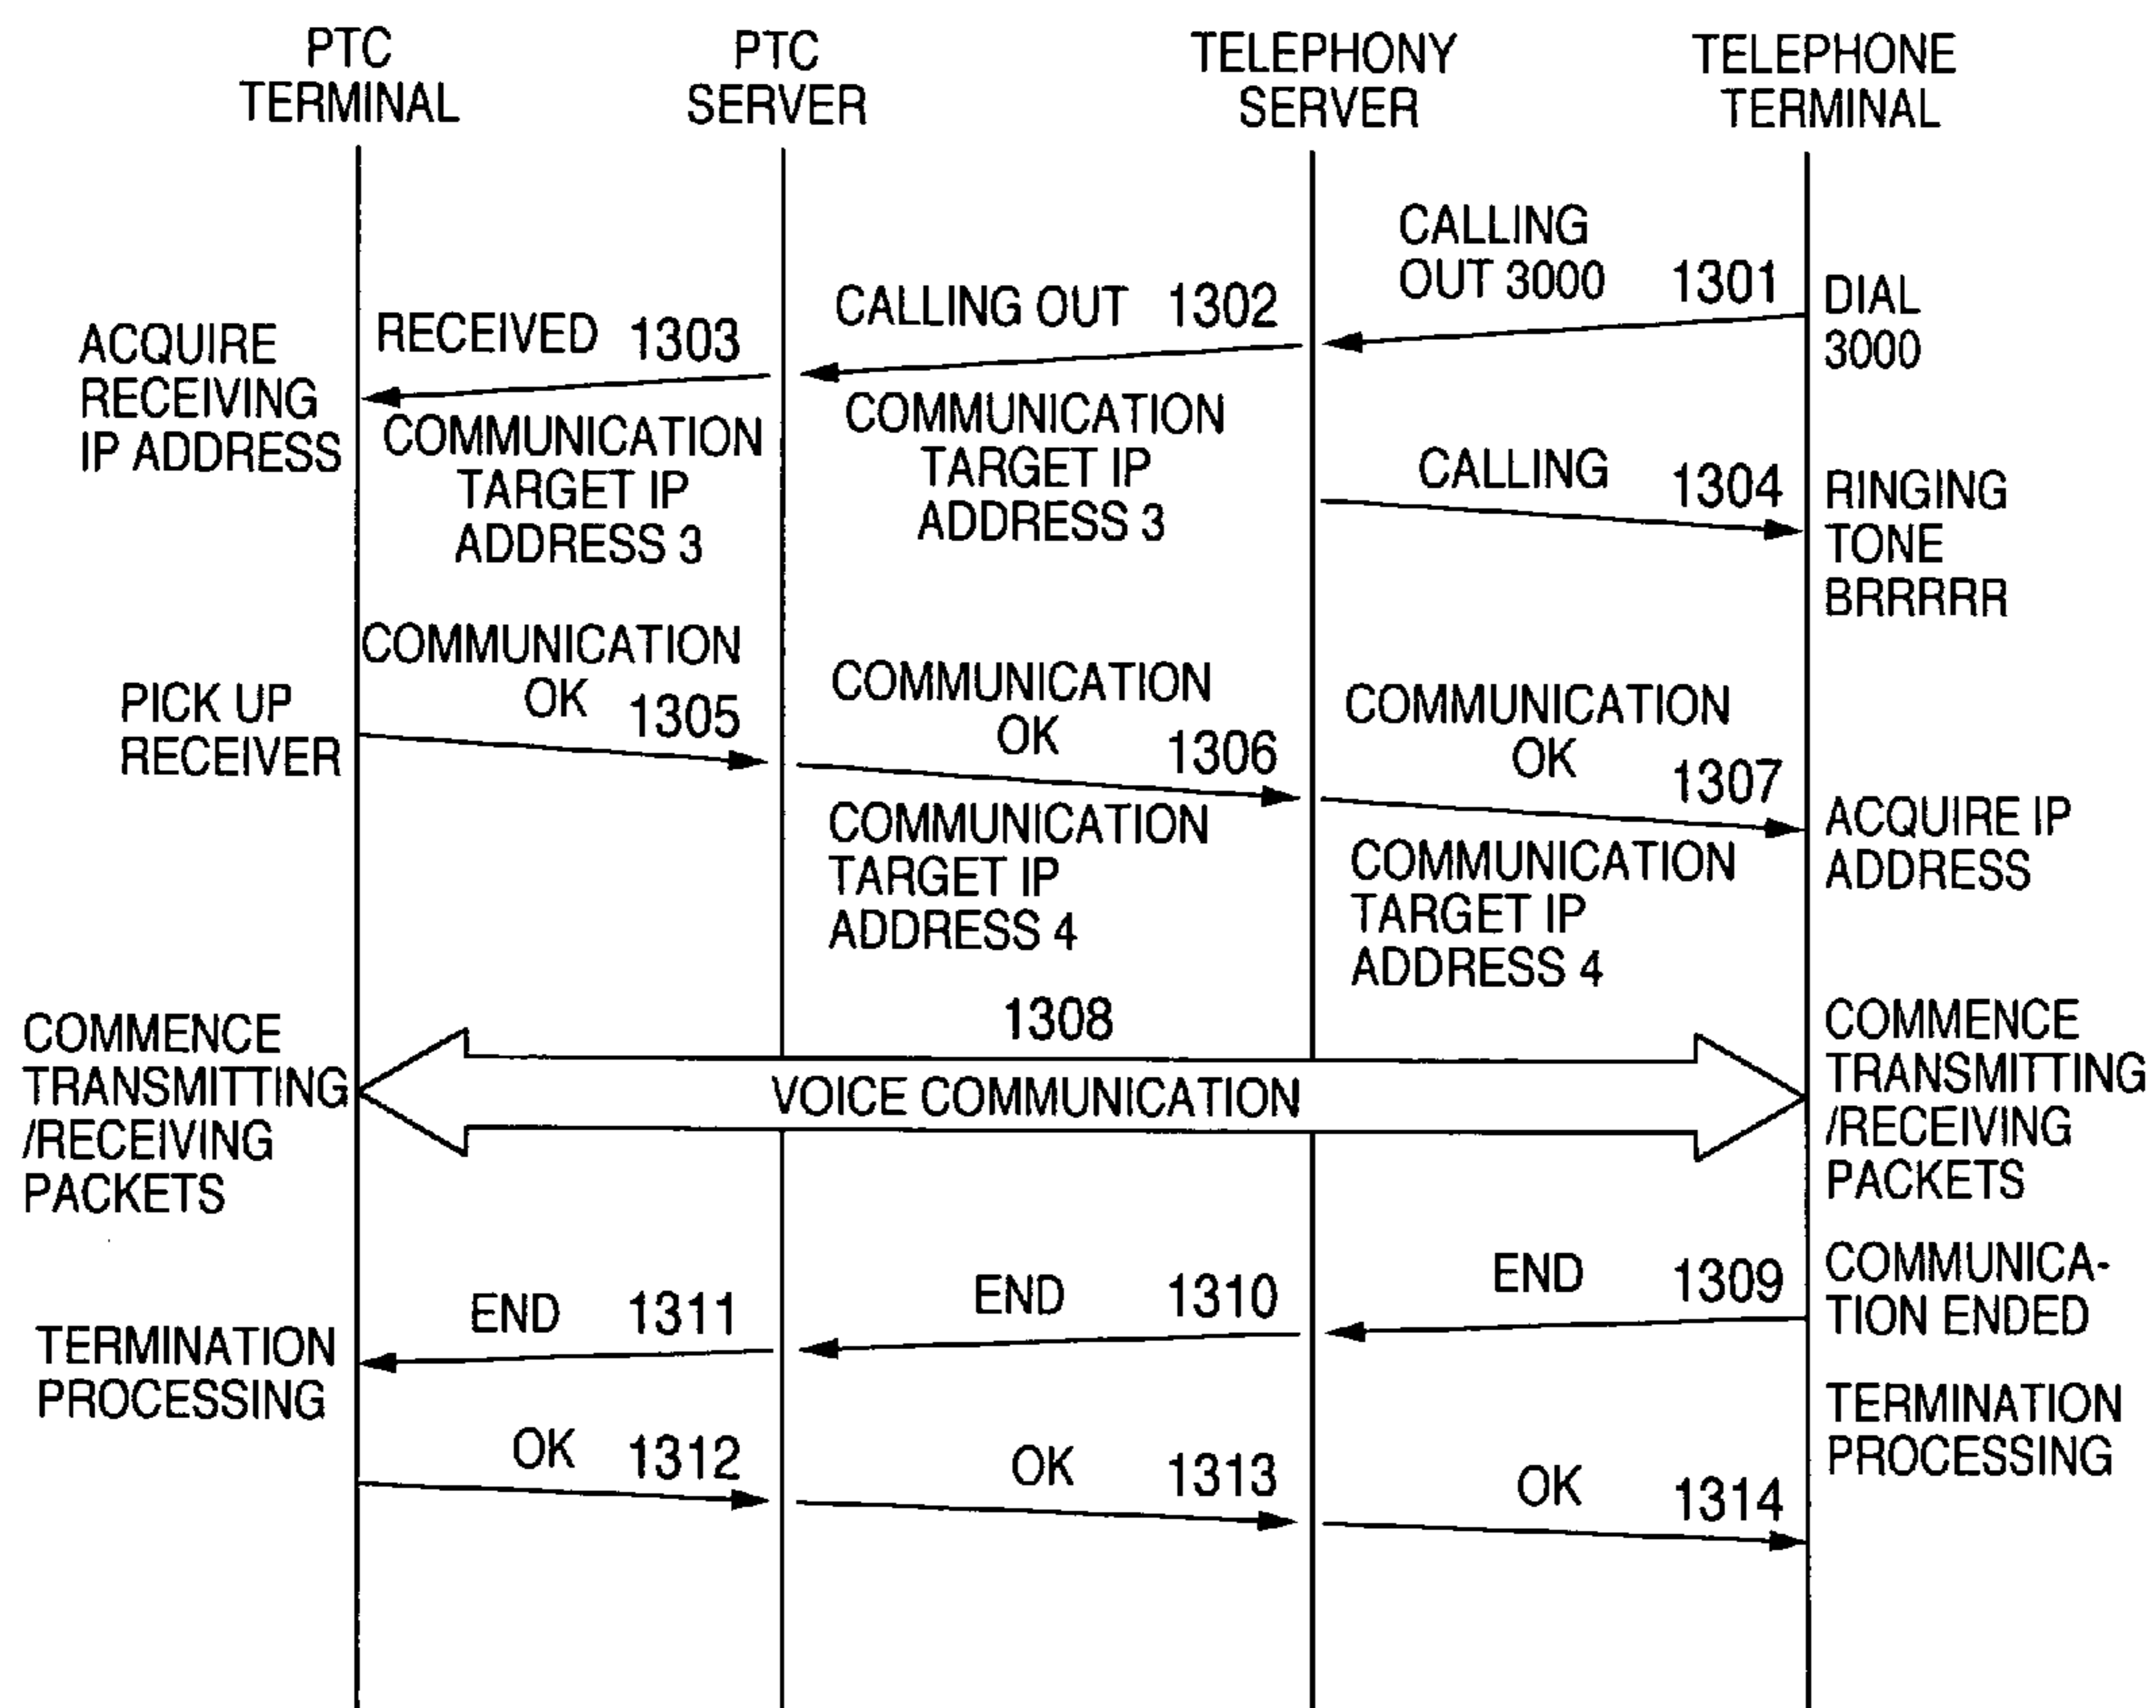 PTC
TERMINAL
PTC
SERVER
TELEPHONY
SERVER
TELEPHONE
TERMINAL
CALLING
OUT 3000
1301
DIAL
3000
CALLING OUT
1302
RECEIVED
1303
ACQUIRE
RECEIVING
IP ADDRESS
COMMUNICATION
TARGET IP
ADDRESS 3
COMMUNICATION
TARGET IP
ADDRESS 3
CALLING
1304
RINGING
TONE
BRRRRR
COMMUNICATION
OK
1305
PICK UP
RECEIVER
COMMUNICATION
OK
1306
COMMUNICATION
OK
1307
COMMUNICATION
TARGET IP
ADDRESS 4
COMMUNICATION
TARGET IP
ADDRESS 4
ACQUIRE IP
ADDRESS
1308
COMMENCE
TRANSMITTING
/RECEIVING
PACKETS
VOICE COMMUNICATION
COMMENCE
TRANSMITTING
/RECEIVING
PACKETS
END
1309
COMMUNICA-
TION ENDED
END
1310
END
1311
TERMINATION
PROCESSING
TERMINATION
PROCESSING
OK
1312
OK
1313
OK
1314